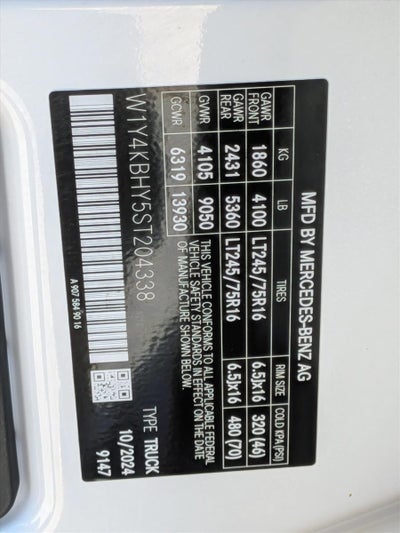 MFD BY MERCEDES-BENZ AG
KG LB TIRES RIM SIZE COLD KPA(PSI)
GAWR FRONT 1860 4100 LT245/75R16 6.5Jx16 320 (46)
GAWR REAR 2431 5360 LT245/75R16 6.5Jx16 480 (70)
GVWR 4105 9050
GCWR 6319 13930
THIS VEHICLE CONFORMS TO ALL APPLICABLE FEDERAL
VEHICLE SAFETY STANDARDS IN EFFECT ON THE DATE
OF MANUFACTURE SHOWN BELOW.
W1Y4KBHY5ST204338
TYPE TRUCK
10/2024
9147
A 907 584 90 16